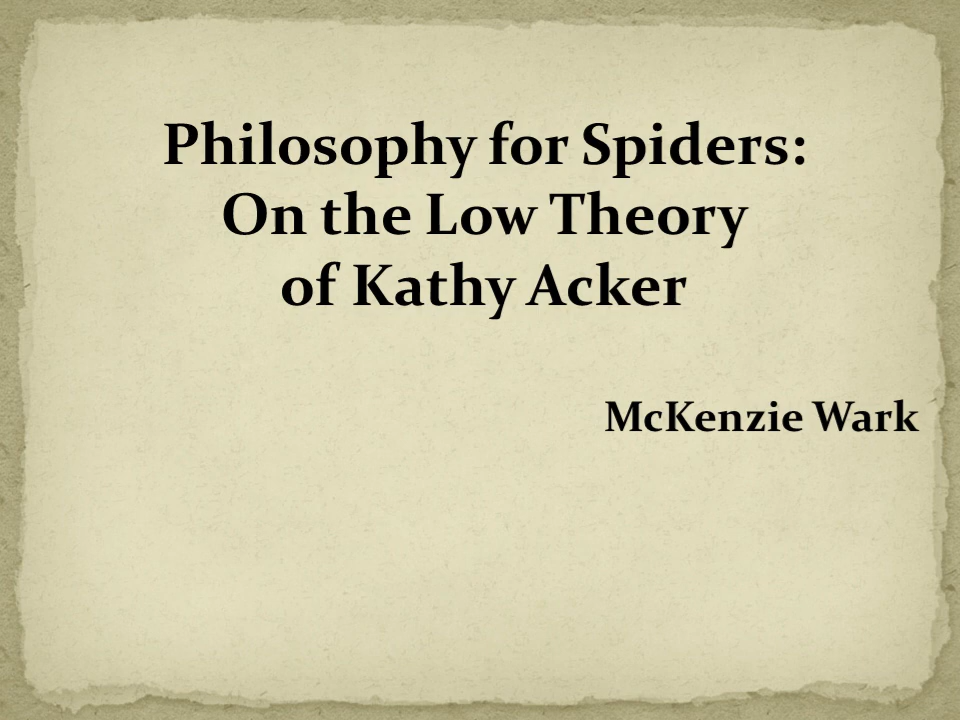 Philosophy for Spiders:
On the Low Theory
of Kathy Acker
McKenzie Wark